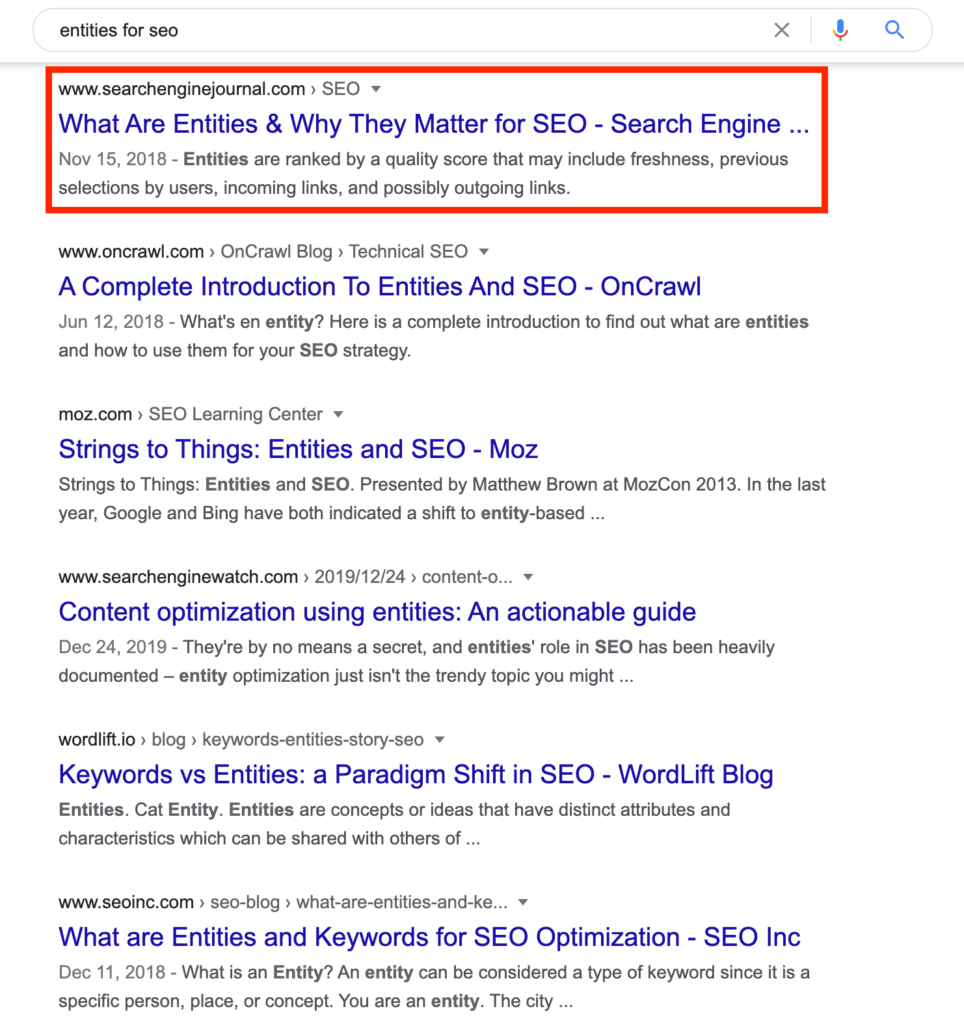 entities for seo
www.searchenginejournal.com › SEO
What Are Entities & Why They Matter for SEO - Search Engine ...
Nov 15, 2018 - Entities are ranked by a quality score that may include freshness, previous
selections by users, incoming links, and possibly outgoing links.
www.oncrawl.com › OnCrawl Blog › Technical SEO
A Complete Introduction To Entities And SEO - OnCrawl
Jun 12, 2018 - What's en entity? Here is a complete introduction to find out what are entities
and how to use them for your SEO strategy.
moz.com › SEO Learning Center
Strings to Things: Entities and SEO - Moz
Strings to Things: Entities and SEO. Presented by Matthew Brown at MozCon 2013. In the last
year, Google and Bing have both indicated a shift to entity-based ...
www.searchenginewatch.com › 2019/12/24 › content-o...
Content optimization using entities: An actionable guide
Dec 24, 2019 - They're by no means a secret, and entities' role in SEO has been heavily
documented – entity optimization just isn't the trendy topic you might ...
wordlift.io › blog › keywords-entities-story-seo
Keywords vs Entities: a Paradigm Shift in SEO - WordLift Blog
Entities. Cat Entity. Entities are concepts or ideas that have distinct attributes and
characteristics which can be shared with others of ...
www.seoinc.com › seo-blog › what-are-entities-and-ke...
What are Entities and Keywords for SEO Optimization - SEO Inc
Dec 11, 2018 - What is an Entity? An entity can be considered a type of keyword since it is a
specific person, place, or concept. You are an entity. The city ...